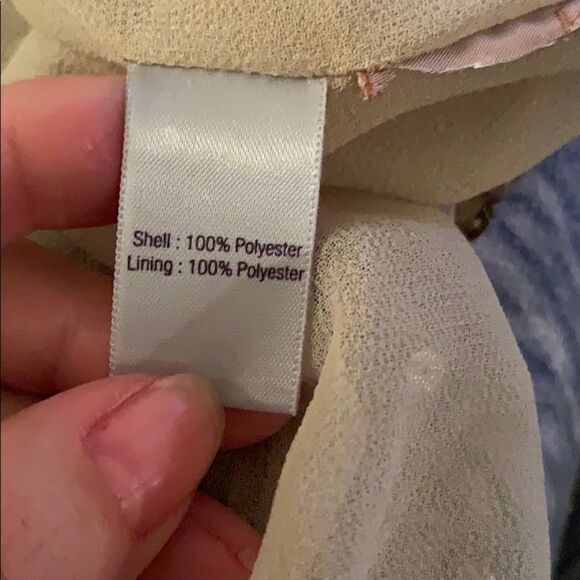 Shell : 100% Polyester
Lining : 100% Polyester